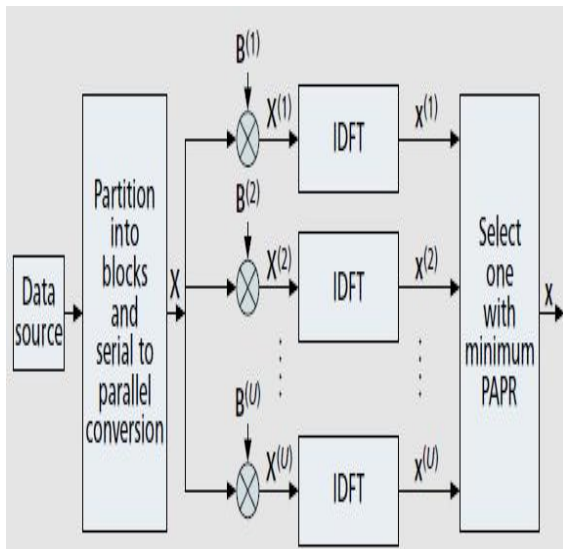 Data
source
Partition
into
blocks
and
serial to
parallel
conversion
X
B(1)
X(1)
IDFT
x(1)
B(2)
X(2)
IDFT
x(2)
B(U)
X(U)
IDFT
x(U)
Select
one
with
minimum
PAPR
x